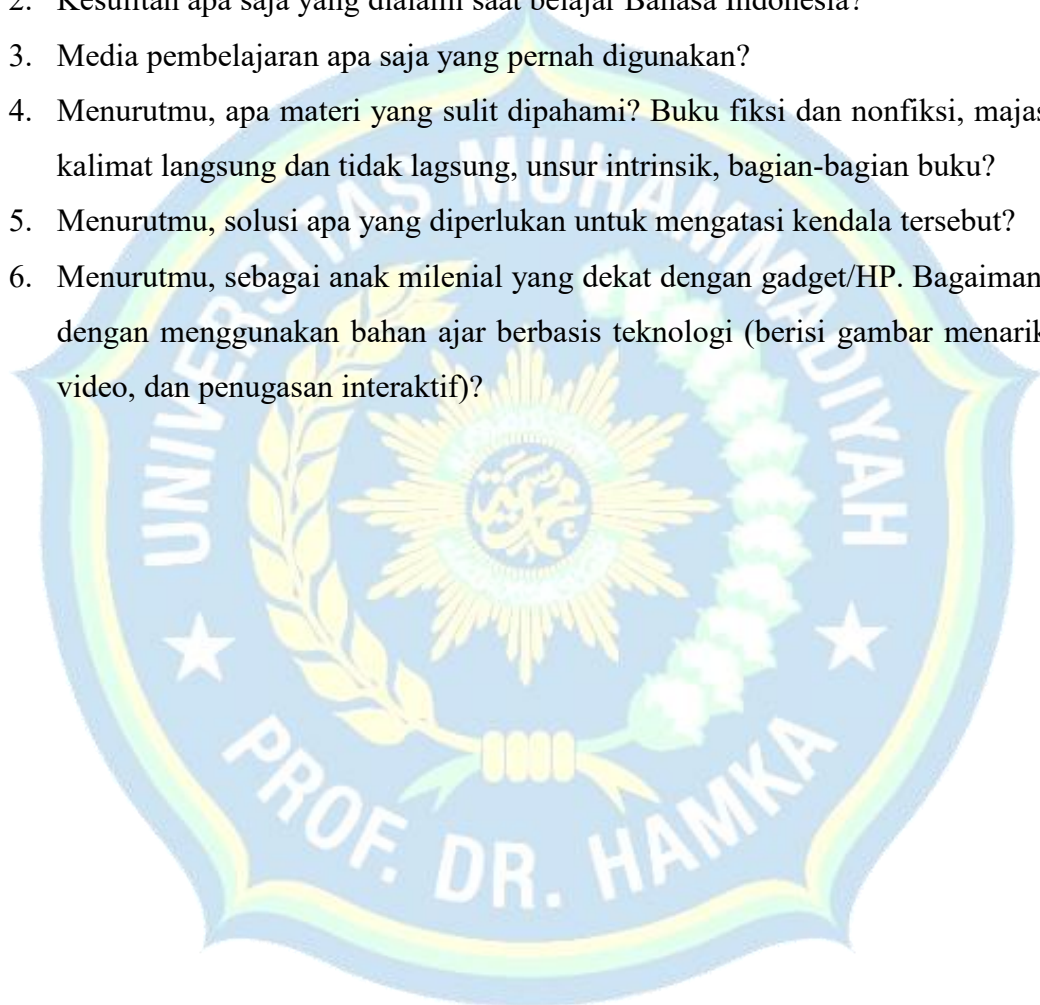 2. Kesulitan apa saja yang dialami saat belajar Bahasa Indonesia?
3. Media pembelajaran apa saja yang pernah digunakan?
4. Menurutmu, apa materi yang sulit dipahami? Buku fiksi dan nonfiksi, majas
kalimat langsung dan tidak lagsung, unsur intrinsik, bagian-bagian buku?
5. Menurutmu, solusi apa yang diperlukan untuk mengatasi kendala tersebut?
6. Menurutmu, sebagai anak milenial yang dekat dengan gadget/HP. Bagaiman
dengan menggunakan bahan ajar berbasis teknologi (berisi gambar menarik
video, dan penugasan interaktif)?
UNIVERSITAS MUHAMMADIYAH
PROF. DR. HAMKA